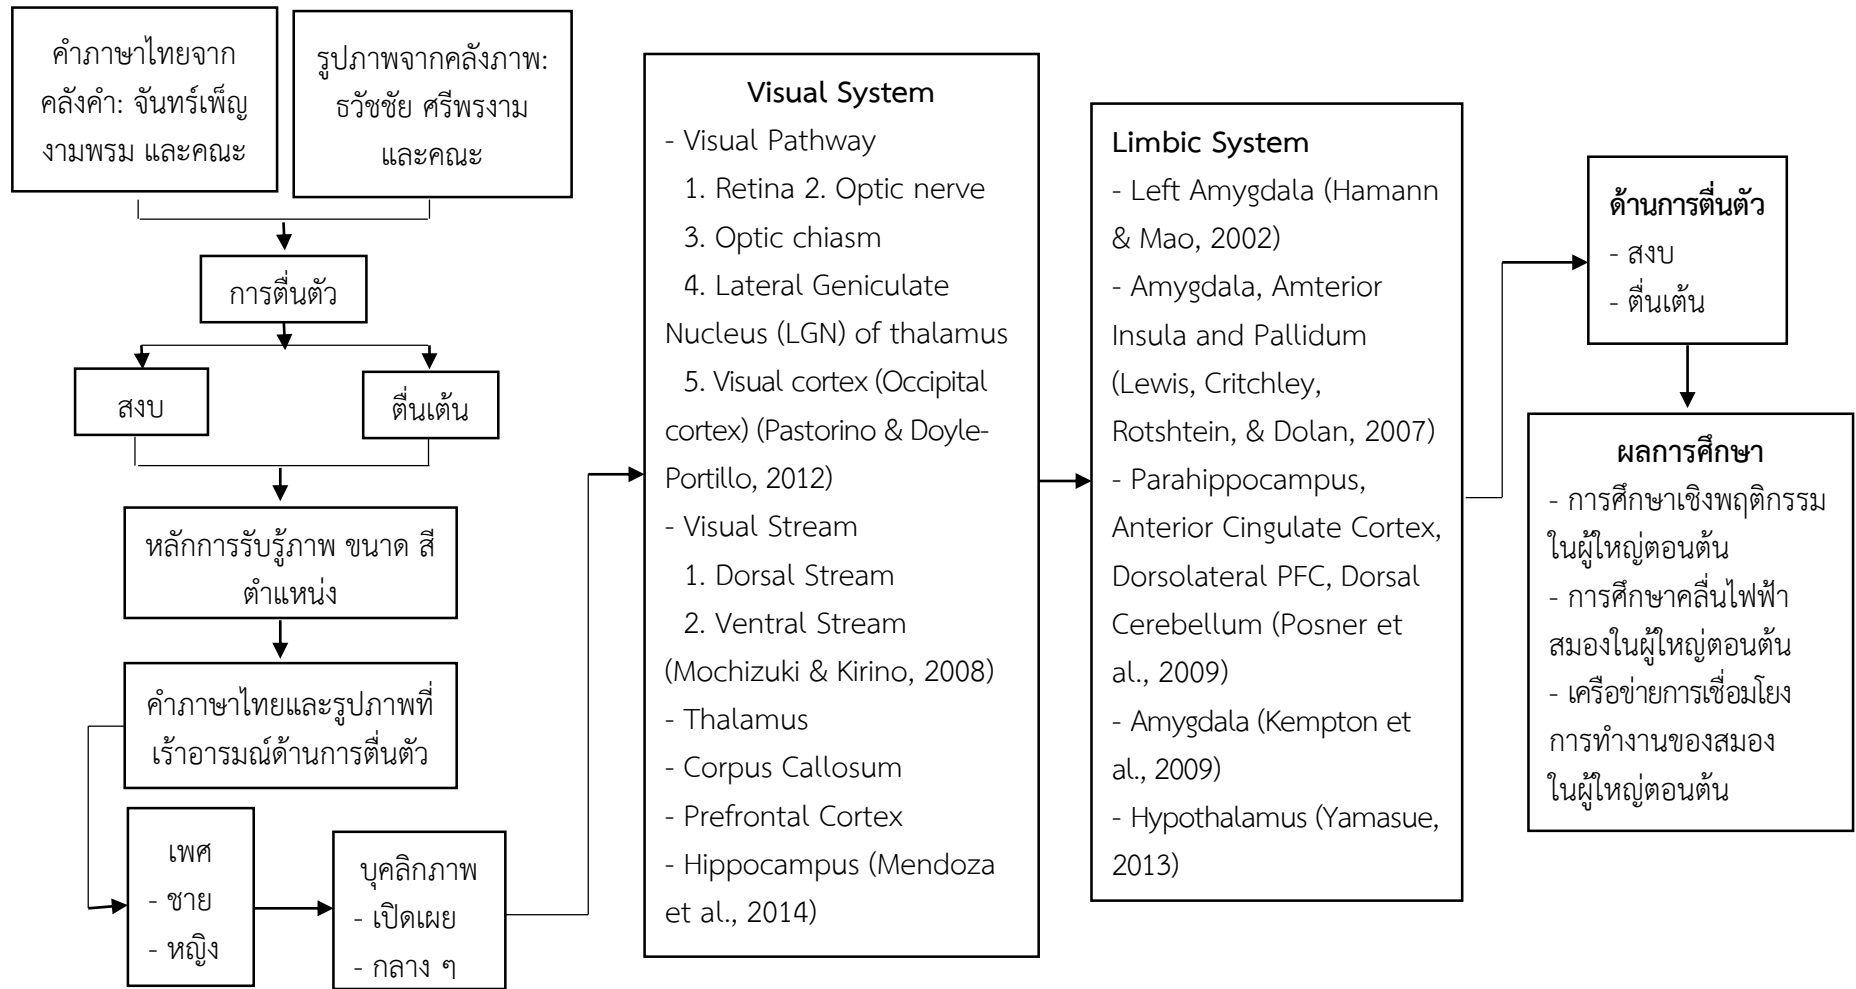 คำภาษาไทยจาก
คลังคำ: จันทร์เพ็ญ
งามพรม และคณะ
รูปภาพจากคลังภาพ:
ธวัชชัย ศรีพรงาม
และคณะ
การตื่นตัว
สงบ
ตื่นเต้น
หลักการรับรู้ภาพ ขนาด สี
ตำแหน่ง
คำภาษาไทยและรูปภาพที่
เร้าอารมณ์ด้านการตื่นตัว
เพศ
- ชาย
- หญิง
บุคลิกภาพ
- เปิดเผย
- กลาง ๆ
Visual System
- Visual Pathway
1. Retina 2. Optic nerve
3. Optic chiasm
4. Lateral Geniculate
Nucleus (LGN) of thalamus
5. Visual cortex (Occipital
cortex) (Pastorino & Doyle-
Portillo, 2012)
- Visual Stream
1. Dorsal Stream
2. Ventral Stream
(Mochizuki & Kirino, 2008)
- Thalamus
- Corpus Callosum
- Prefrontal Cortex
- Hippocampus (Mendoza
et al., 2014)
Limbic System
- Left Amygdala (Hamann
& Mao, 2002)
- Amygdala, Amterior
Insula and Pallidum
(Lewis, Critchley,
Rotshtein, & Dolan, 2007)
- Parahippocampus,
Anterior Cingulate Cortex,
Dorsolateral PFC, Dorsal
Cerebellum (Posner et
al., 2009)
- Amygdala (Kempton et
al., 2009)
- Hypothalamus (Yamasue,
2013)
ด้านการตื่นตัว
- สงบ
- ตื่นเต้น
ผลการศึกษา
- การศึกษาเชิงพฤติกรรม
ในผู้ใหญ่ตอนต้น
- การศึกษาคลื่นไฟฟ้า
สมองในผู้ใหญ่ตอนต้น
- เครือข่ายการเชื่อมโยง
การทำงานของสมอง
ในผู้ใหญ่ตอนต้น